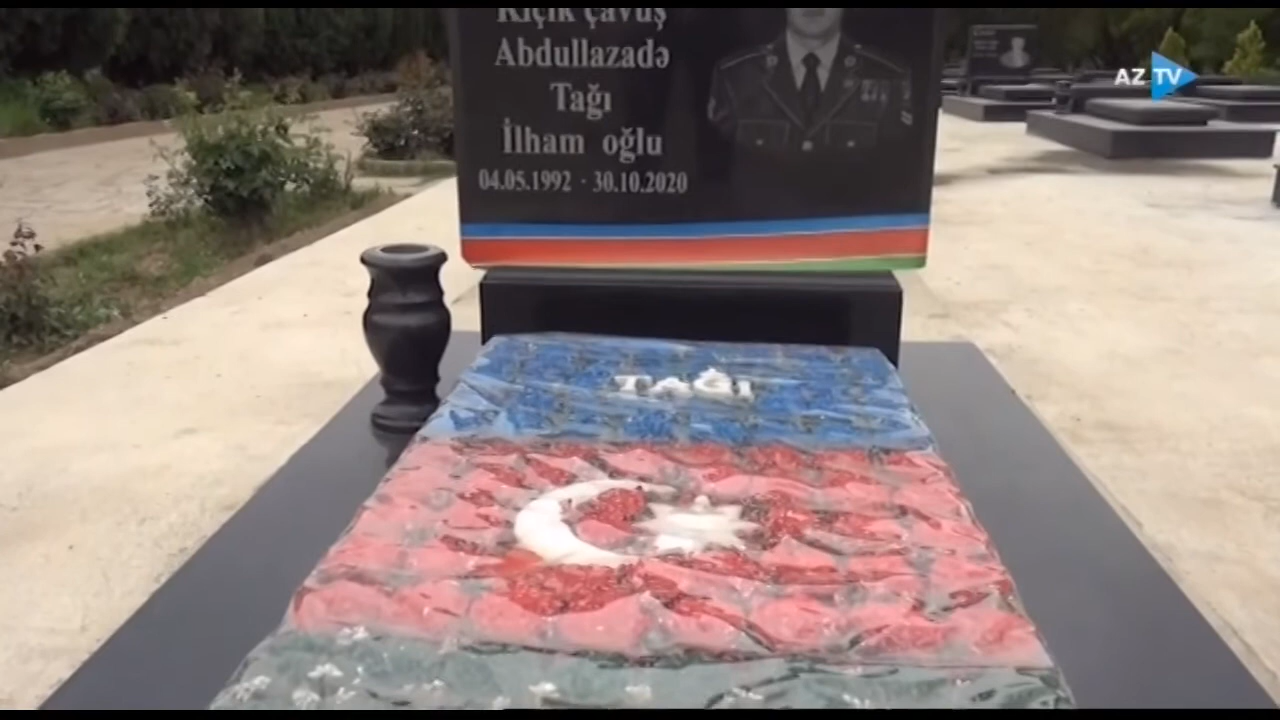 Kiçik çavuş
Abdullazadə
Tağı
İlham oğlu
04.05.1992 - 30.10.2020
TAĞI
AZ TV